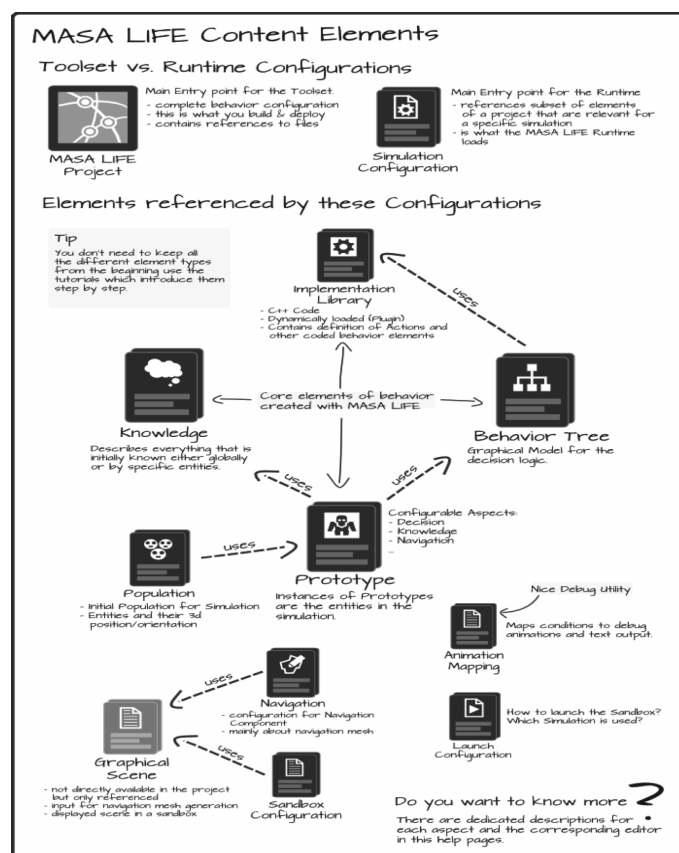 MASA LIFE Content Elements
Toolset vs. Runtime Configurations
Main Entry point for the Toolset.
- complete behavior configuration
- this is what you build & deploy
- contains references to files
MASA LIFE
Project
Main Entry point for the Runtime
- references subset of elements
of a project that are relevant for
a specific simulation
- is what the MASA LIFE Runtime
loads
Simulation
Configuration
Elements referenced by these Configurations
Tip
You don't need to keep all
the different element types
from the beginning use the
tutorials which introduce them
step by step.
Implementation
Library
- C++ Code
- Dynamically loaded (Plugin)
- Contains definition of Actions and
other coded behavior elements
uses
Core elements of behavior
created with MASA LIFE
Knowledge
Describes everything that is
initially known either globally
or by specific entities.
Behavior Tree
Graphical Model for the
decision logic.
uses
uses
Configurable Aspects:
- Decision
- Knowledge
- Navigation
...
uses
Prototype
Instances of Prototypes
are the entities in the
simulation.
Population
- Initial Population for Simulation
- Entities and their 3d
position/orientation
Nice Debug Utility
Maps conditions to debug
animations and text output.
Animation
Mapping
uses
Navigation
- configuration for Navigation
Component
- mainly about navigation mesh
How to launch the Sandbox?
Which Simulation is used?
Launch
Configuration
uses
Graphical
Scene
- not directly available in the project
but only referenced
- input for navigation mesh generation
- displayed scene in a sandbox
Sandbox
Configuration
Do you want to know more ?
There are dedicated descriptions for
each aspect and the corresponding editor
in this help pages.